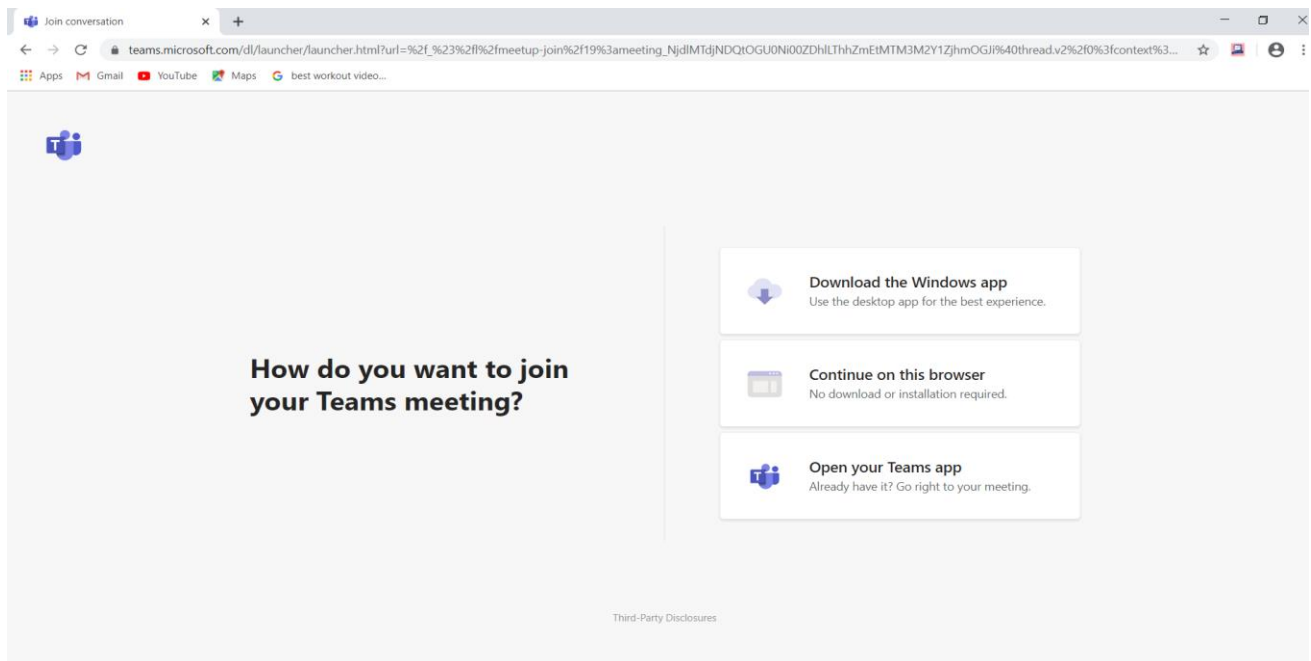 Join conversation
teams.microsoft.com/dl/launcher/launcher.html?url=%2f_%23%2fl%2fmeetup-join%2f19%3ameeting_NjdlMTdjNDQtOGU0Ni00ZDhlLThhZmEtMTM3M2Y1ZjhmOGJi%40thread.v2%2f0%3fcontext%3...
Apps Gmail YouTube Maps best workout video...
Download the Windows app
Use the desktop app for the best experience.
How do you want to join
your Teams meeting?
Continue on this browser
No download or installation required.
Open your Teams app
Already have it? Go right to your meeting.
Third-Party Disclosures